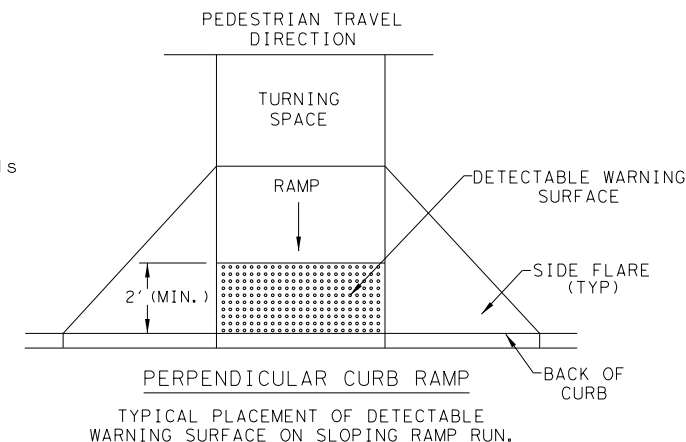 PEDESTRIAN TRAVEL
DIRECTION
TURNING
SPACE
ls
RAMP
DETECTABLE WARNING
SURFACE
SIDE FLARE
(TYP)
2' (MIN.)
BACK OF
CURB
PERPENDICULAR CURB RAMP
TYPICAL PLACEMENT OF DETECTABLE
WARNING SURFACE ON SLOPING RAMP RUN.